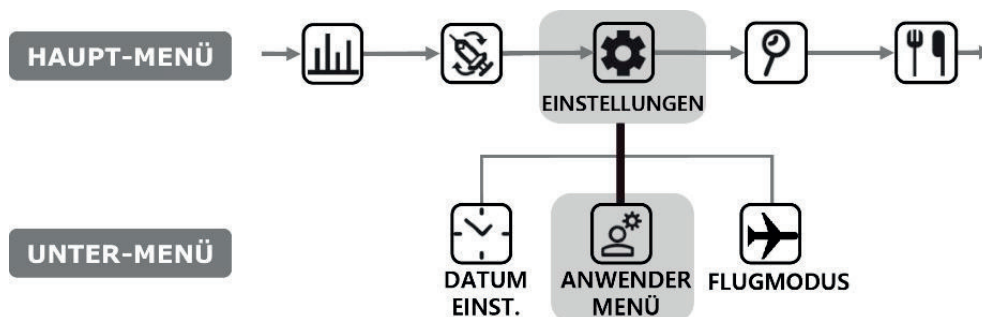 HAUPT-MENÜ
EINSTELLUNGEN
UNTER-MENÜ
DATUM
EINST.
ANWENDER
MENÜ
FLUGMODUS